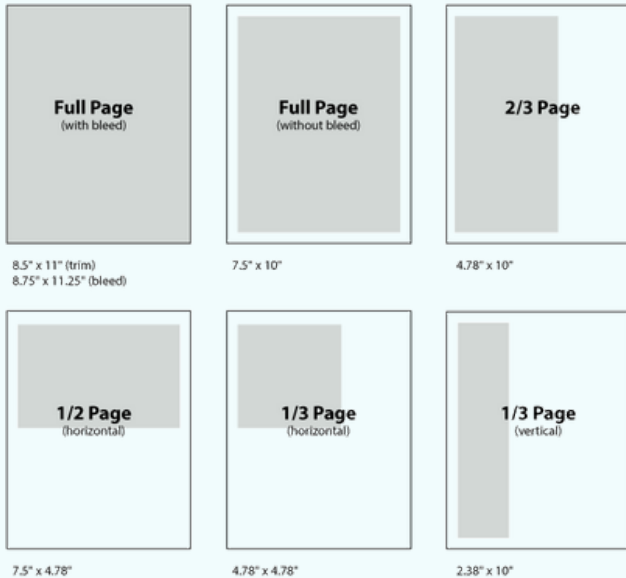 Full Page
(with bleed)
8.5" x 11" (trim)
8.75" x 11.25" (bleed)
Full Page
(without bleed)
7.5" x 10"
2/3 Page
4.78" x 10"
1/2 Page
(horizontal)
7.5" x 4.78"
1/3 Page
(horizontal)
4.78" x 4.78"
1/3 Page
(vertical)
2.38" x 10"